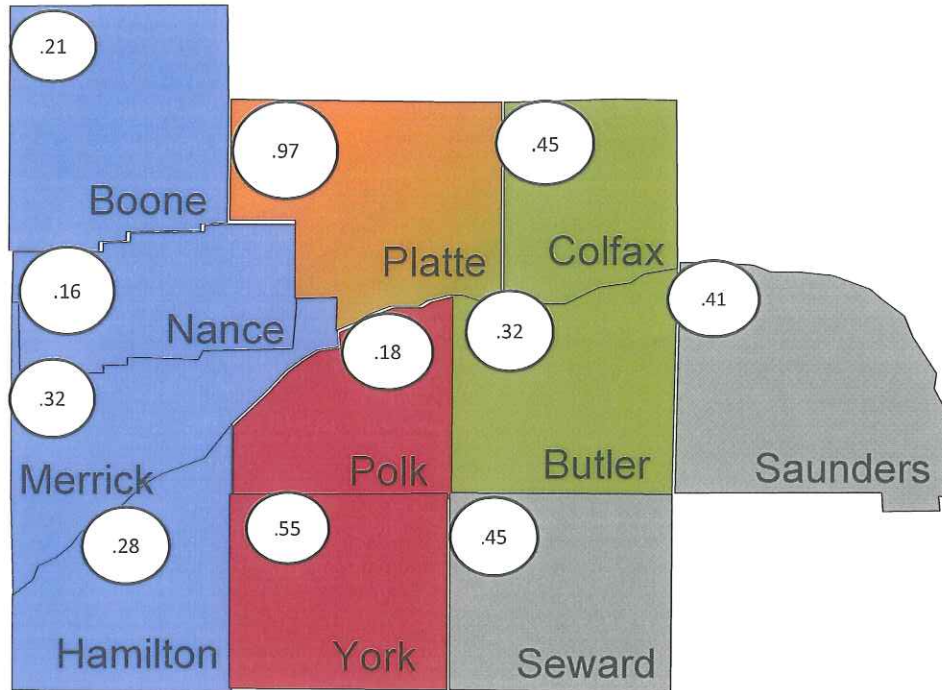 .21
Boone
.97
Platte
.45
Colfax
.16
Nance
.32
Merrick
.18
Polk
.32
Butler
.41
Saunders
.28
Hamilton
.55
York
.45
Seward